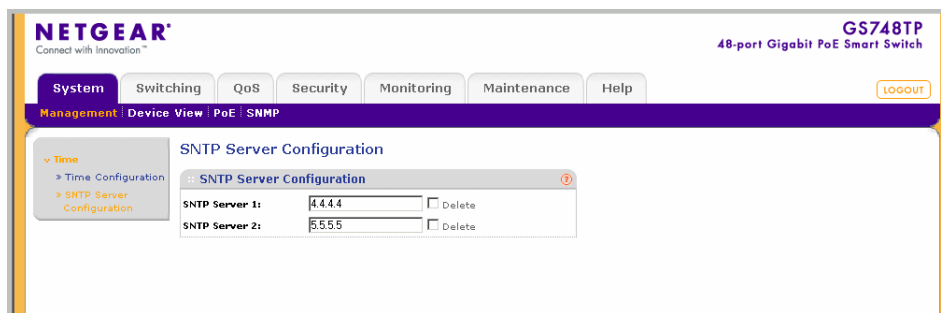 NETGEAR®
Connect with Innovation™
GS748TP
48-port Gigabit PoE Smart Switch
System Switching QoS Security Monitoring Maintenance Help LOGOUT
Management Device View PoE SNMP
Time
» Time Configuration
» SNTP Server
Configuration
SNTP Server Configuration
:: SNTP Server Configuration ?
SNTP Server 1: 4.4.4.4 Delete
SNTP Server 2: 5.5.5.5 Delete